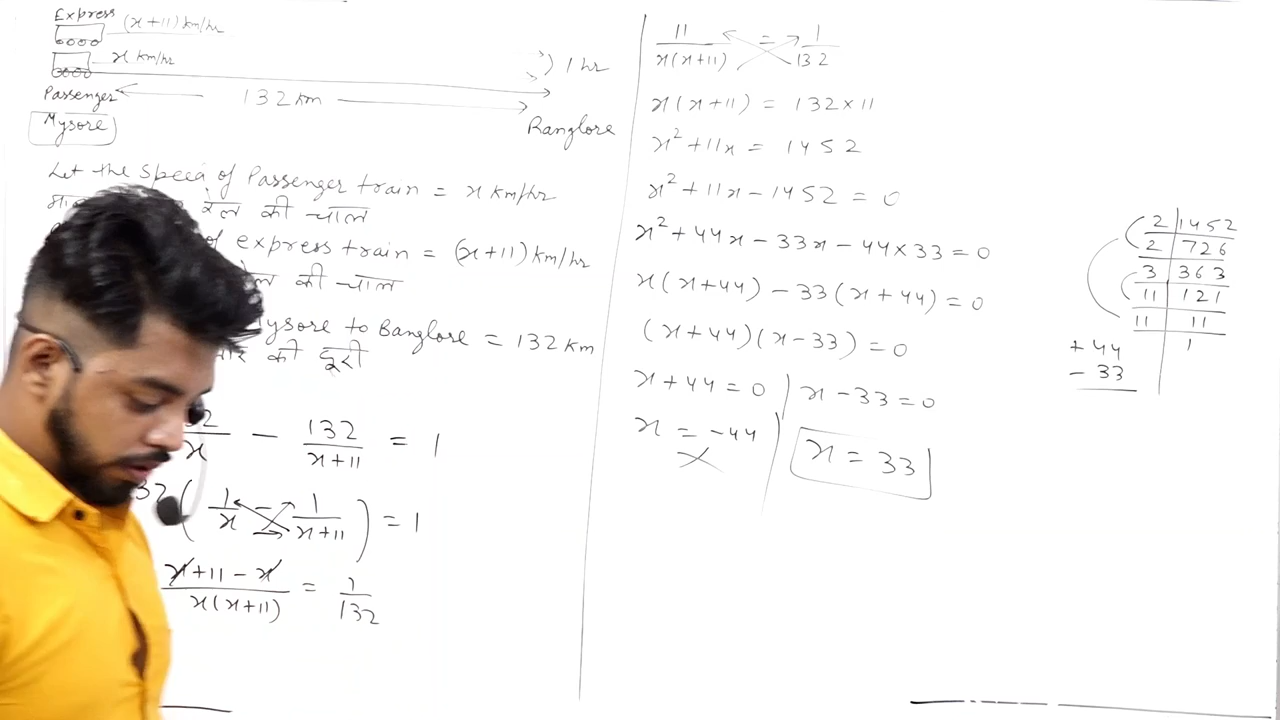 Express (x+11) km/hr
x km/hr
) 1 hr
Passenger 132 km
Mysore
Banglore
Let the speed of Passenger train = x km/hr
रेल की चाल
of express train = (x+11) km/hr
की चाल
Mysore to Banglore = 132 km
की दूरी
− 132/(x+11) = 1
(1/x − 1/(x+11)) = 1
(x+11−x)/(x(x+11)) = 1/132
11/(x(x+11)) = 1/132
x(x+11) = 132×11
x²+11x = 1452
x²+11x−1452 = 0
x²+44x−33x−44×33 = 0
x(x+44) − 33(x+44) = 0
(x+44)(x−33) = 0
x+44 = 0 | x−33 = 0
x = −44 | x = 33
2 | 1452
2 | 726
3 | 363
11 | 121
11 | 11
1
+44
−33